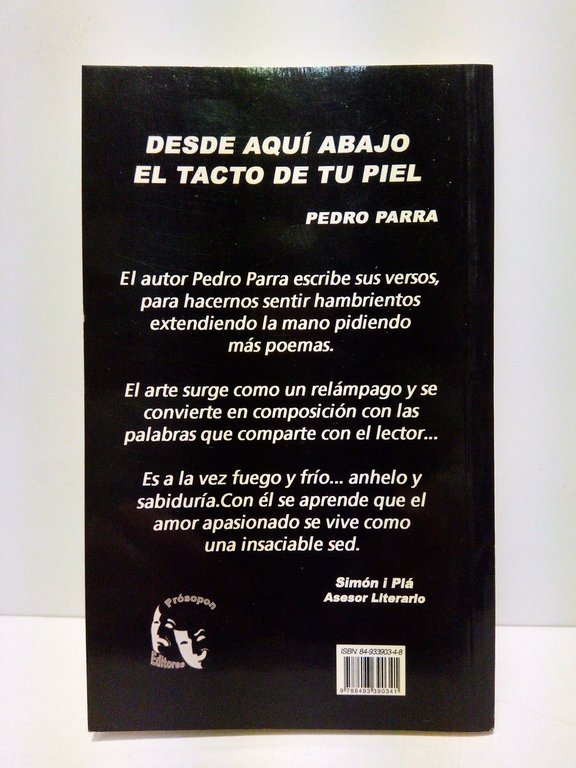 DESDE AQUÍ ABAJO
EL TACTO DE TU PIEL
PEDRO PARRA
El autor Pedro Parra escribe sus versos,
para hacernos sentir hambrientos
extendiendo la mano pidiendo
más poemas.
El arte surge como un relámpago y se
convierte en composición con las
palabras que comparte con el lector...
Es a la vez fuego y frío... anhelo y
sabiduría.Con él se aprende que el
amor apasionado se vive como
una insaciable sed.
Simón i Plá
Asesor Literario
Prósopon
Editores
ISBN: 84-933903-4-8
9 788493 390341